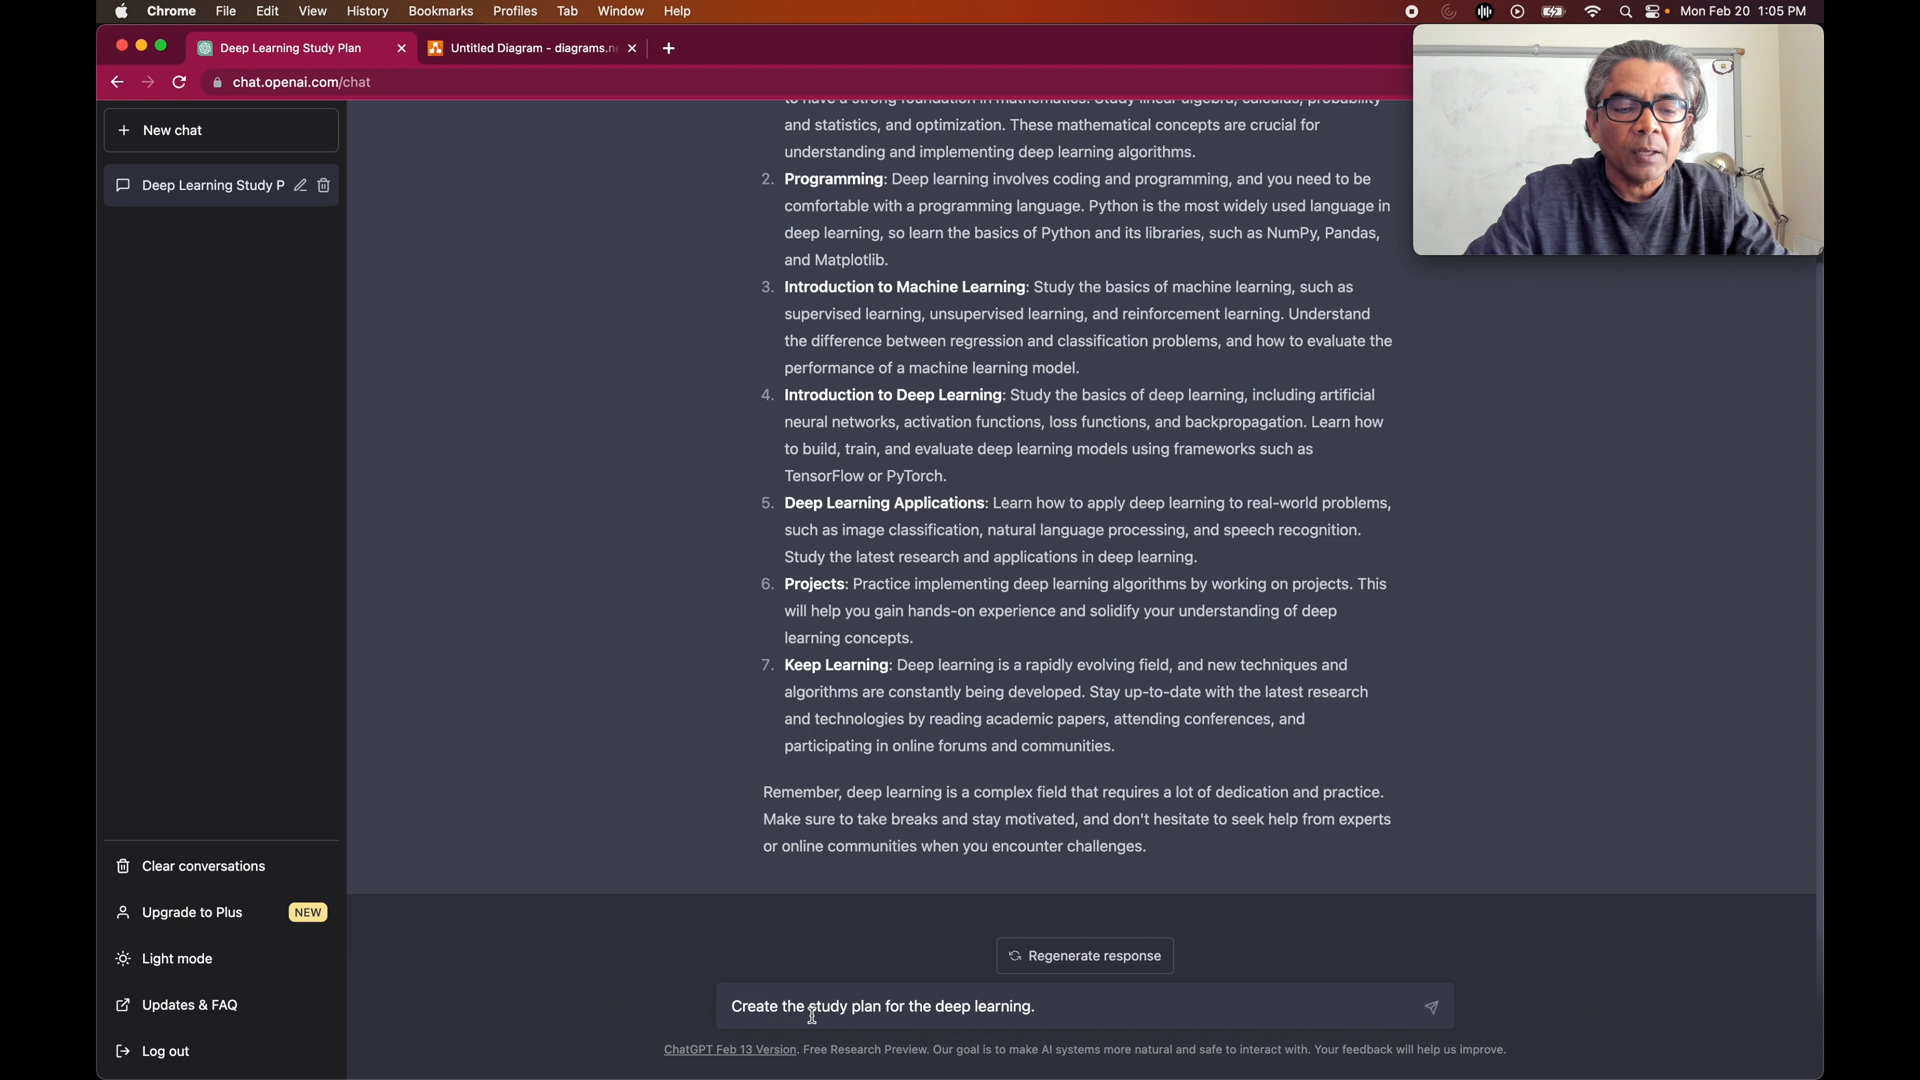 Chrome File Edit View History Bookmarks Profiles Tab Window Help Mon Feb 20 1:05 PM
Deep Learning Study Plan Untitled Diagram - diagrams.ne
chat.openai.com/chat
New chat
Deep Learning Study P
to have a strong foundation in mathematics. Study linear algebra, calculus, probability
and statistics, and optimization. These mathematical concepts are crucial for
understanding and implementing deep learning algorithms.
2. Programming: Deep learning involves coding and programming, and you need to be
comfortable with a programming language. Python is the most widely used language in
deep learning, so learn the basics of Python and its libraries, such as NumPy, Pandas,
and Matplotlib.
3. Introduction to Machine Learning: Study the basics of machine learning, such as
supervised learning, unsupervised learning, and reinforcement learning. Understand
the difference between regression and classification problems, and how to evaluate the
performance of a machine learning model.
4. Introduction to Deep Learning: Study the basics of deep learning, including artificial
neural networks, activation functions, loss functions, and backpropagation. Learn how
to build, train, and evaluate deep learning models using frameworks such as
TensorFlow or PyTorch.
5. Deep Learning Applications: Learn how to apply deep learning to real-world problems,
such as image classification, natural language processing, and speech recognition.
Study the latest research and applications in deep learning.
6. Projects: Practice implementing deep learning algorithms by working on projects. This
will help you gain hands-on experience and solidify your understanding of deep
learning concepts.
7. Keep Learning: Deep learning is a rapidly evolving field, and new techniques and
algorithms are constantly being developed. Stay up-to-date with the latest research
and technologies by reading academic papers, attending conferences, and
participating in online forums and communities.
Remember, deep learning is a complex field that requires a lot of dedication and practice.
Make sure to take breaks and stay motivated, and don't hesitate to seek help from experts
or online communities when you encounter challenges.
Clear conversations
Upgrade to Plus NEW
Light mode
Updates & FAQ
Log out
Regenerate response
Create the study plan for the deep learning.
ChatGPT Feb 13 Version. Free Research Preview. Our goal is to make AI systems more natural and safe to interact with. Your feedback will help us improve.